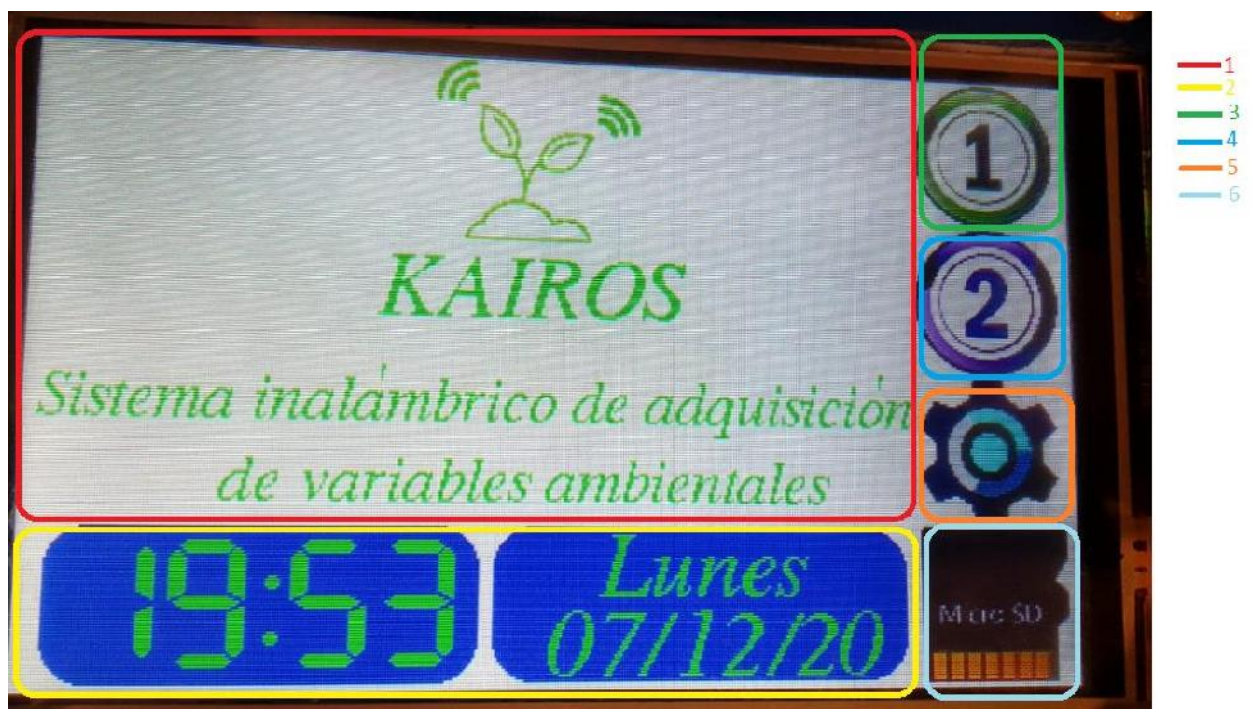 KAIROS
Sistema inalámbrico de adquisición
de variables ambientales
19:53
Lunes
07/12/20
1
2
Micro SD
1
2
3
4
5
6